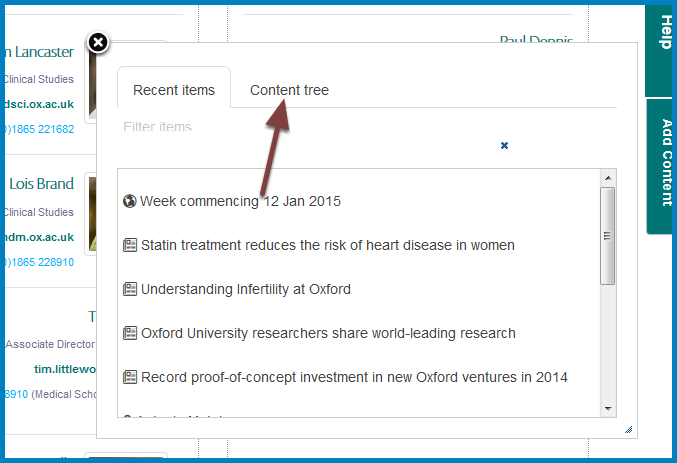 n Lancaster
Clinical Studies
dsci.ox.ac.uk
0)1865 221682
Lois Brand
Clinical Studies
ndm.ox.ac.uk
0)1865 228910
T
Associate Director
tim.littlewo
8910 (Medical Scho
Paul Dennis
Help
Add Content
Recent items
Content tree
Filter items
Week commencing 12 Jan 2015
Statin treatment reduces the risk of heart disease in women
Understanding Infertility at Oxford
Oxford University researchers share world-leading research
Record proof-of-concept investment in new Oxford ventures in 2014